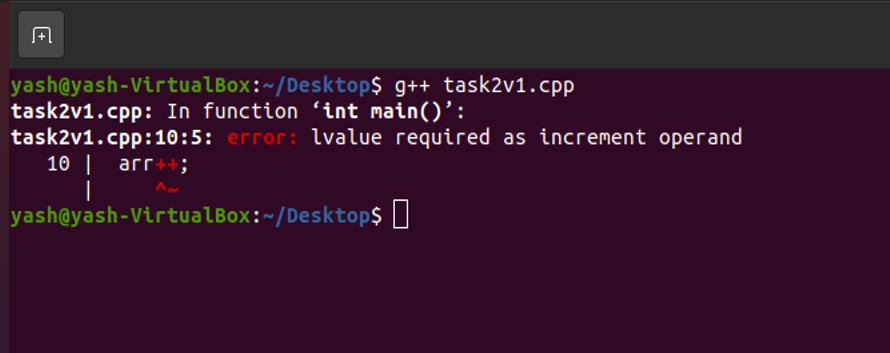 yash@yash-VirtualBox:~/Desktop$ g++ task2v1.cpp
task2v1.cpp: In function ‘int main()’:
task2v1.cpp:10:5: error: lvalue required as increment operand
   10 |  arr++;
      |     ^~
yash@yash-VirtualBox:~/Desktop$